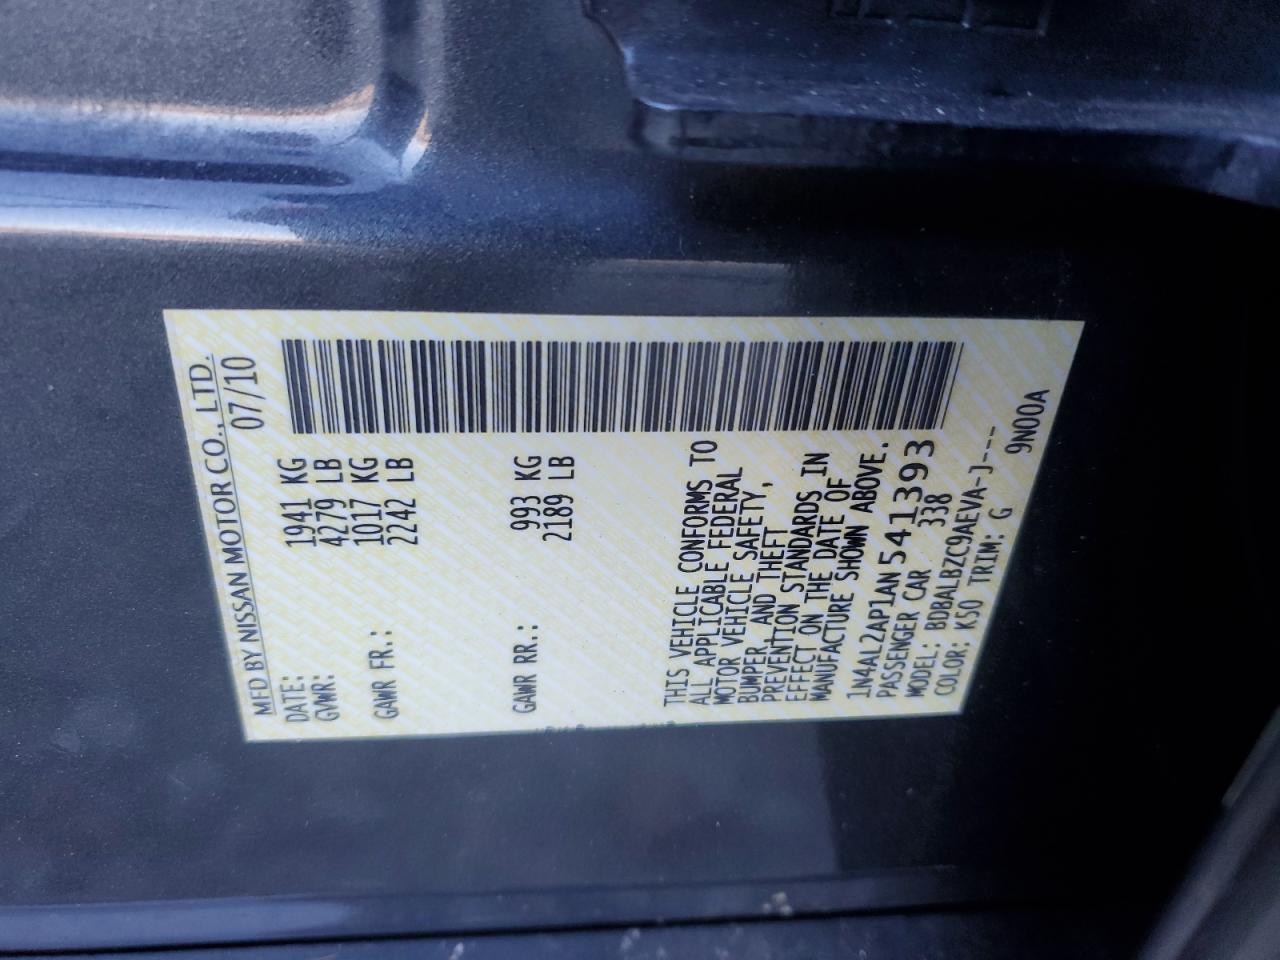 MFD BY NISSAN MOTOR CO., LTD.
DATE: 07/10
GVWR: 1941 KG
4279 LB
GAWR FR.: 1017 KG
2242 LB
GAWR RR.: 993 KG
2189 LB
THIS VEHICLE CONFORMS TO
ALL APPLICABLE FEDERAL
MOTOR VEHICLE SAFETY,
BUMPER, AND THEFT
PREVENTION STANDARDS IN
EFFECT ON THE DATE OF
MANUFACTURE SHOWN ABOVE.
1N4AL2AP1AN541393
PASSENGER CAR 338
MODEL: BDBALBZC9AEVA-J---
COLOR: K50 TRIM: G 9N00A